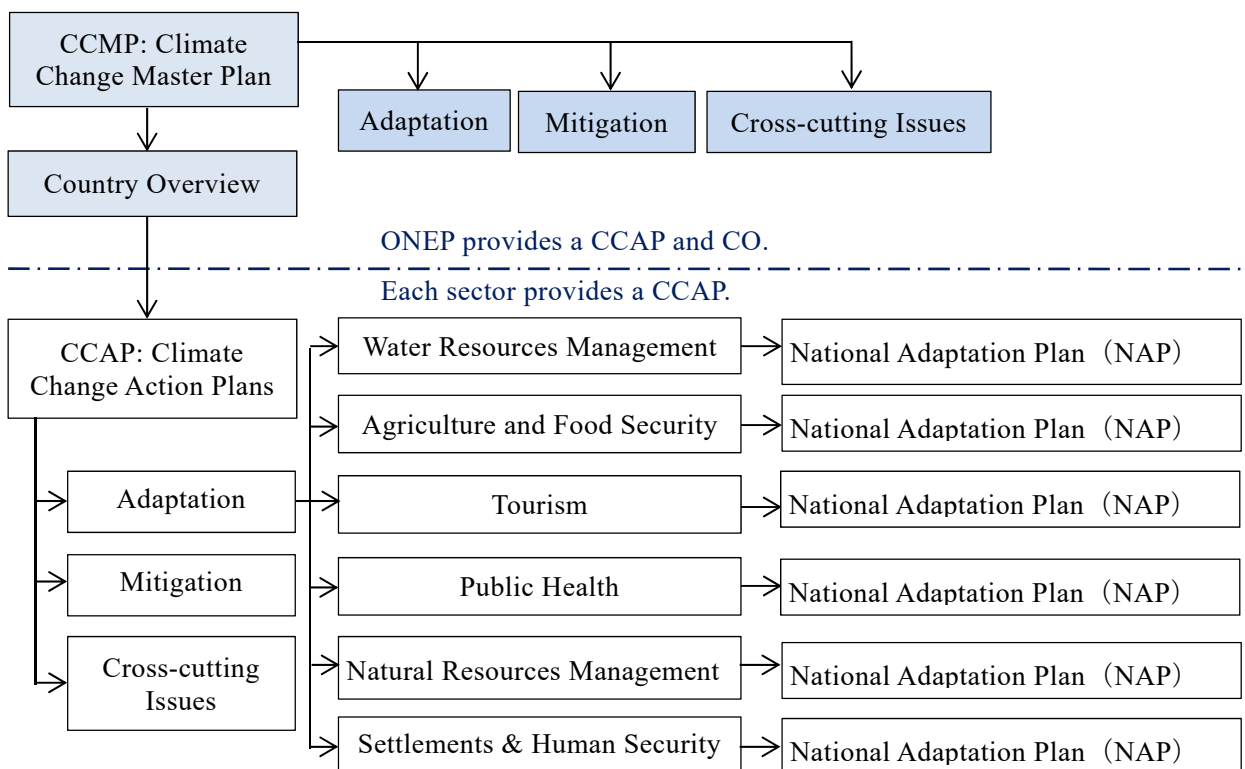 CCMP: Climate
Change Master Plan
Adaptation
Mitigation
Cross-cutting Issues
Country Overview
ONEP provides a CCAP and CO.
Each sector provides a CCAP.
CCAP: Climate
Change Action Plans
Adaptation
Mitigation
Cross-cutting
Issues
Water Resources Management
National Adaptation Plan（NAP）
Agriculture and Food Security
National Adaptation Plan（NAP）
Tourism
National Adaptation Plan（NAP）
Public Health
National Adaptation Plan（NAP）
Natural Resources Management
National Adaptation Plan（NAP）
Settlements & Human Security
National Adaptation Plan（NAP）